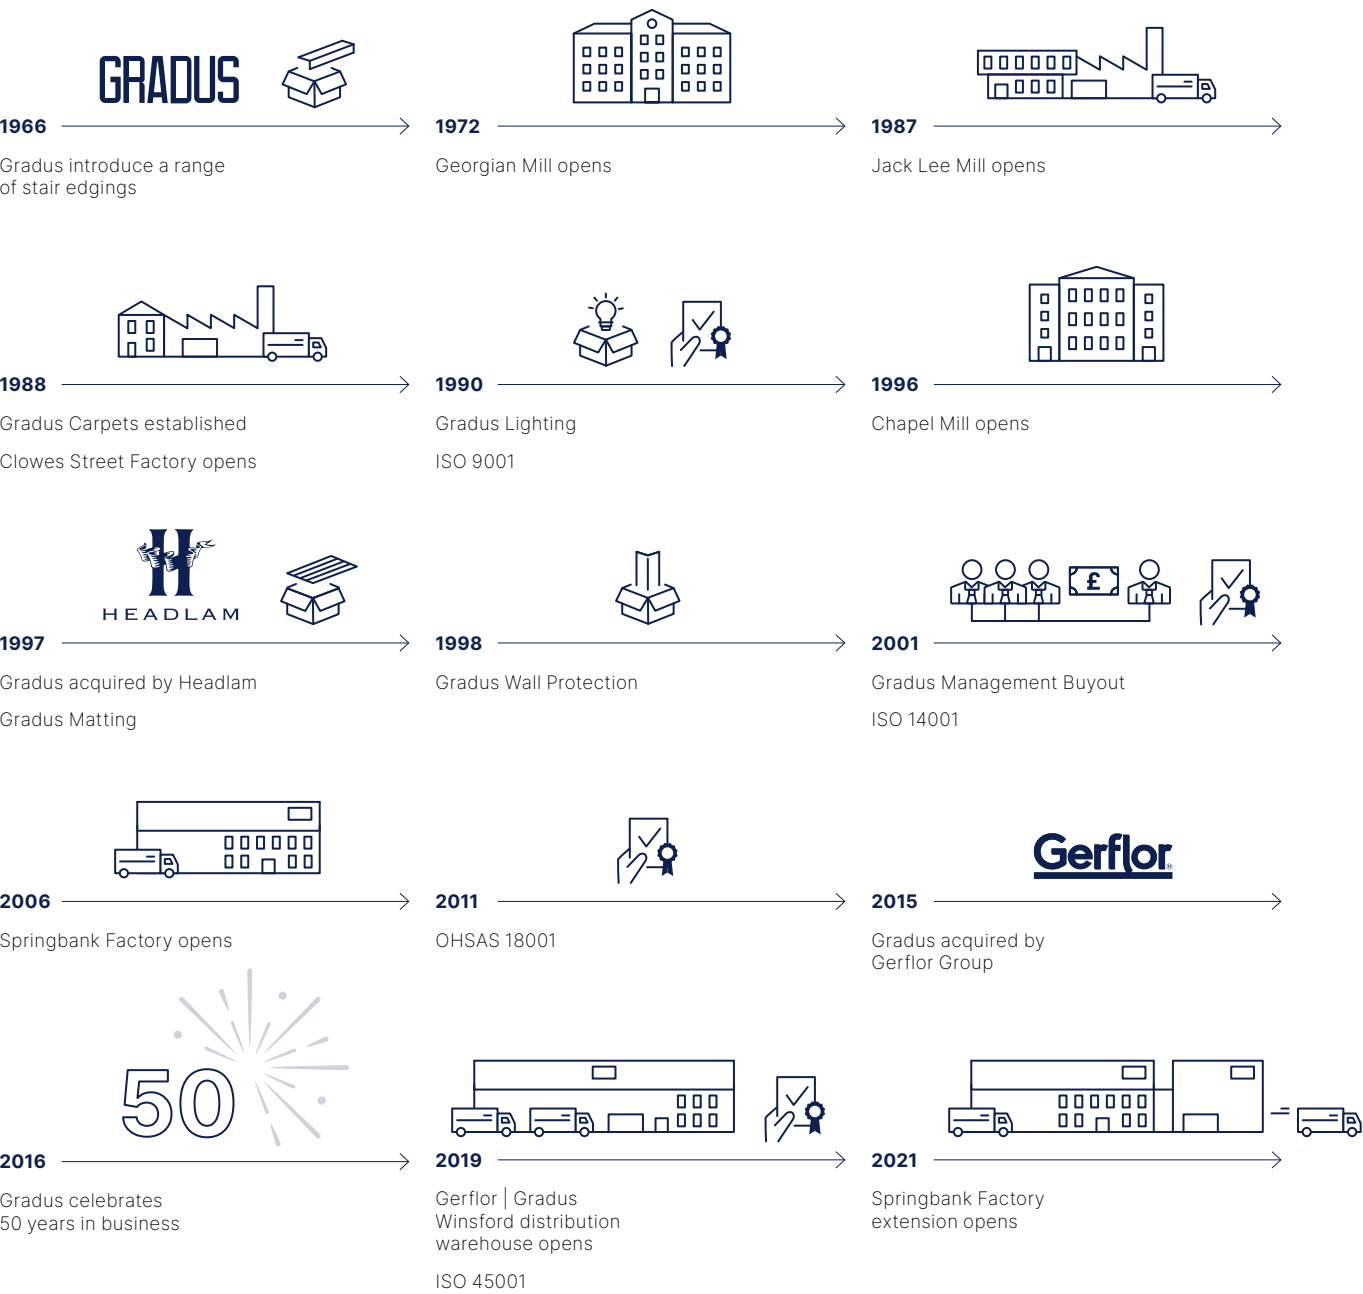 GRADUS
1966
Gradus introduce a range
of stair edgings
1972
Georgian Mill opens
1987
Jack Lee Mill opens
1988
Gradus Carpets established
Clowes Street Factory opens
1990
Gradus Lighting
ISO 9001
1996
Chapel Mill opens
H
HEADLAM
1997
Gradus acquired by Headlam
Gradus Matting
1998
Gradus Wall Protection
£
2001
Gradus Management Buyout
ISO 14001
2006
Springbank Factory opens
2011
OHSAS 18001
Gerflor®
2015
Gradus acquired by
Gerflor Group
50
2016
Gradus celebrates
50 years in business
2019
Gerflor | Gradus
Winsford distribution
warehouse opens
ISO 45001
2021
Springbank Factory
extension opens